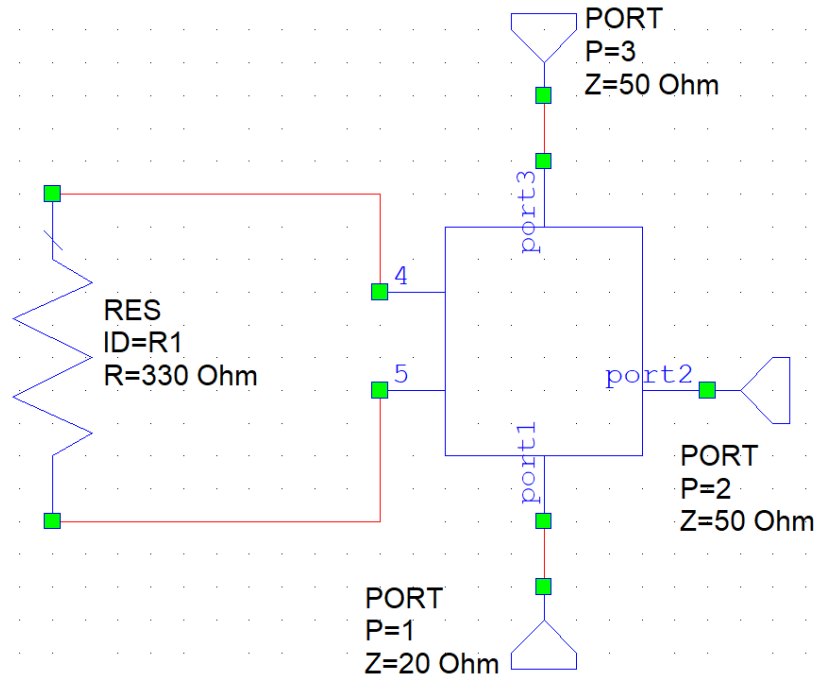 PORT
P=3
Z=50 Ohm
port3
4
RES
ID=R1
R=330 Ohm
5
port2
port1
PORT
P=2
Z=50 Ohm
PORT
P=1
Z=20 Ohm